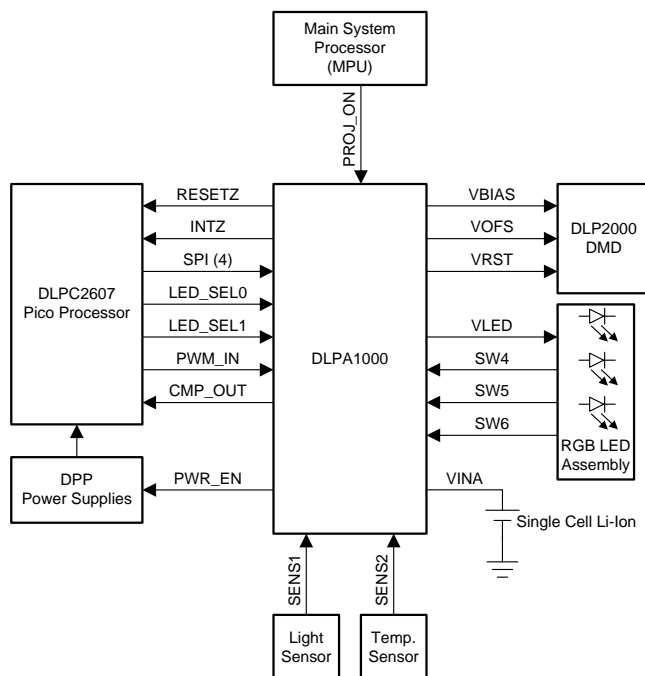 Main System
Processor
(MPU)
PROJ_ON
RESETZ
INTZ
SPI (4)
LED_SEL0
LED_SEL1
PWM_IN
CMP_OUT
DLPC2607
Pico Processor
DPP
Power Supplies
PWR_EN
DLPA1000
VBIAS
VOFS
VRST
DLP2000
DMD
VLED
SW4
SW5
SW6
RGB LED
Assembly
VINA
Single Cell Li-Ion
SENS1
SENS2
Light
Sensor
Temp.
Sensor